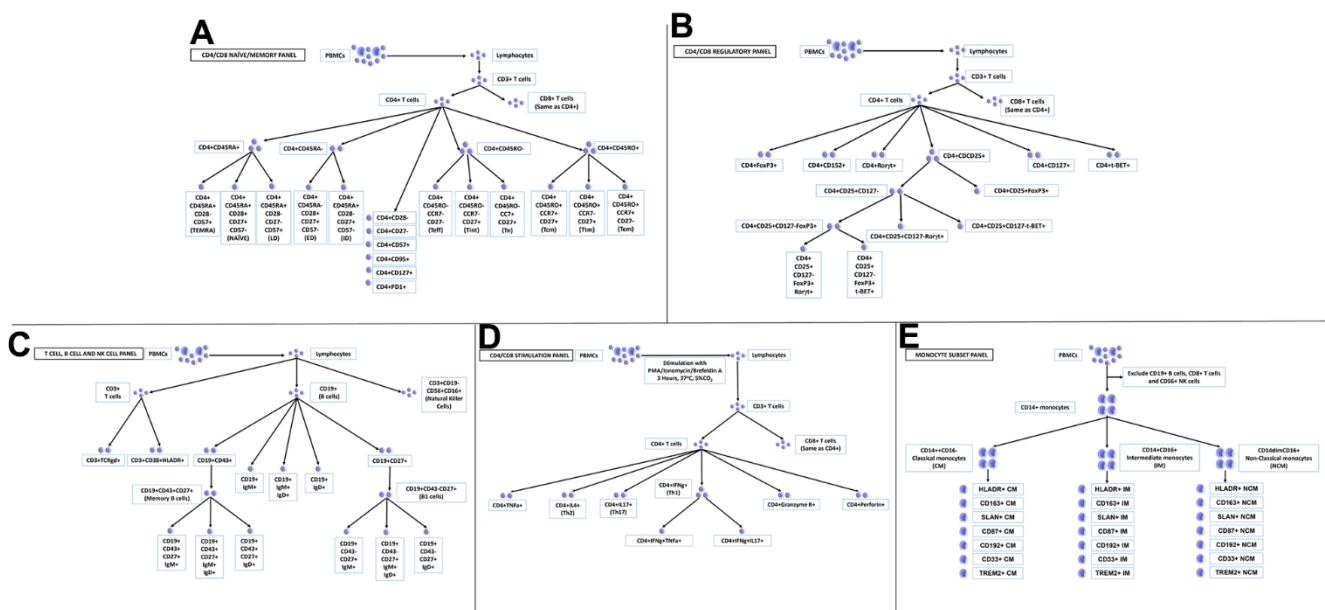 A
CD4/CD8 NAÏVE/MEMORY PANEL
PBMCs
Lymphocytes
CD3+ T cells
CD4+ T cells
CD8+ T cells
(Same as CD4+)
CD4+CD45RA+
CD4+CD45RA-
CD4+CD45RO-
CD4+CD45RO+
CD4+
CD45RA+
CD28-
CD57+
(TEMRA)
CD4+
CD45RA+
CD28+
CD27+
CD57-
(NAÏVE)
CD4+
CD45RA+
CD28-
CD27-
CD57+
(LD)
CD4+
CD45RA-
CD28+
CD27+
CD57-
(ED)
CD4+
CD45RA-
CD28-
CD27+
CD57-
(ID)
CD4+CD28-
CD4+CD27-
CD4+CD57+
CD4+CD95+
CD4+CD127+
CD4+PD1+
CD4+
CD45RO-
CCR7-
CD27-
(Teff)
CD4+
CD45RO-
CCR7-
CD27+
(Tint)
CD4+
CD45RO-
CC7+
CD27+
(Tn)
CD4+
CD45RO+
CCR7+
CD27+
(Tcm)
CD4+
CD45RO+
CCR7-
CD27+
(Ttm)
CD4+
CD45RO+
CCR7+
CD27-
(Tem)
B
CD4/CD8 REGULATORY PANEL
PBMCs
Lymphocytes
CD3+ T cells
CD4+ T cells
CD8+ T cells
(Same as CD4+)
CD4+FoxP3+
CD4+CD152+
CD4+Rorγt+
CD4+CDCD25+
CD4+CD127+
CD4+t-BET+
CD4+CD25+CD127-
CD4+CD25+FoxP3+
CD4+CD25+CD127-FoxP3+
CD4+CD25+CD127-Rorγt+
CD4+CD25+CD127-t-BET+
CD4+
CD25+
CD127-
FoxP3+
Rorγt+
CD4+
CD25+
CD127-
FoxP3+
t-BET+
C
T CELL, B CELL AND NK CELL PANEL
PBMCs
Lymphocytes
CD3+
T cells
CD19+
(B cells)
CD3+CD19-
CD56+CD16+
(Natural Killer
Cells)
CD3+TCRgd+
CD3+CD38+HLADR+
CD19+CD43+
CD19+
IgM+
CD19+
IgM+
IgD+
CD19+
IgD+
CD19+CD27+
CD19+CD43+CD27+
(Memory B cells)
CD19+CD43-CD27+
(B1 cells)
CD19+
CD43+
CD27+
IgM+
CD19+
CD43+
CD27+
IgM+
IgD+
CD19+
CD43+
CD27+
IgD+
CD19+
CD43-
CD27+
IgM+
CD19+
CD43-
CD27+
IgM+
IgD+
CD19+
CD43-
CD27+
IgD+
D
CD4/CD8 STIMULATION PANEL
PBMCs
Lymphocytes
Stimulation with
PMA/Ionomycin/Brefeldin A
3 Hours, 37°C, 5%CO₂
CD3+ T cells
CD4+ T cells
CD8+ T cells
(Same as CD4+)
CD4+TNFa+
CD4+IL4+
(Th2)
CD4+IL17+
(Th17)
CD4+IFNg+
(Th1)
CD4+Granzyme B+
CD4+Perforin+
CD4+IFNg+TNFa+
CD4+IFNg+IL17+
E
MONOCYTE SUBSET PANEL
PBMCs
Exclude CD19+ B cells, CD8+ T cells
and CD56+ NK cells
CD14+ monocytes
CD14++CD16-
Classical monocytes
(CM)
CD14+CD16+
Intermediate monocytes
(IM)
CD14dimCD16+
Non-Classical monocytes
(NCM)
HLADR+ CM
CD163+ CM
SLAN+ CM
CD87+ CM
CD192+ CM
CD33+ CM
TREM2+ CM
HLADR+ IM
CD163+ IM
SLAN+ IM
CD87+ IM
CD192+ IM
CD33+ IM
TREM2+ IM
HLADR+ NCM
CD163+ NCM
SLAN+ NCM
CD87+ NCM
CD192+ NCM
CD33+ NCM
TREM2+ NCM